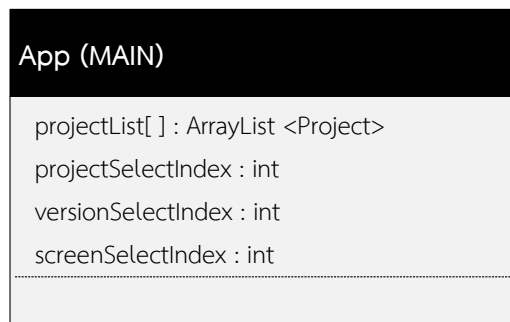 App (MAIN)
projectList[ ] : ArrayList <Project>
projectSelectIndex : int
versionSelectIndex : int
screenSelectIndex : int